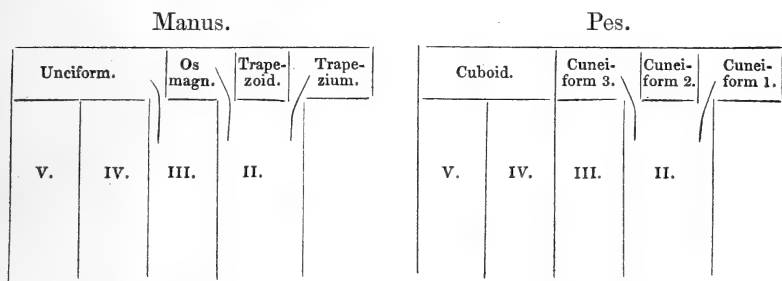 Manus.
Pes.
Unciform.
Os
magn.
Trape-
zoid.
Trape-
zium.
Cuboid.
Cunei-
form 3.
Cunei-
form 2.
Cunei-
form 1.
V.
IV.
III.
II.
V.
IV.
III.
II.